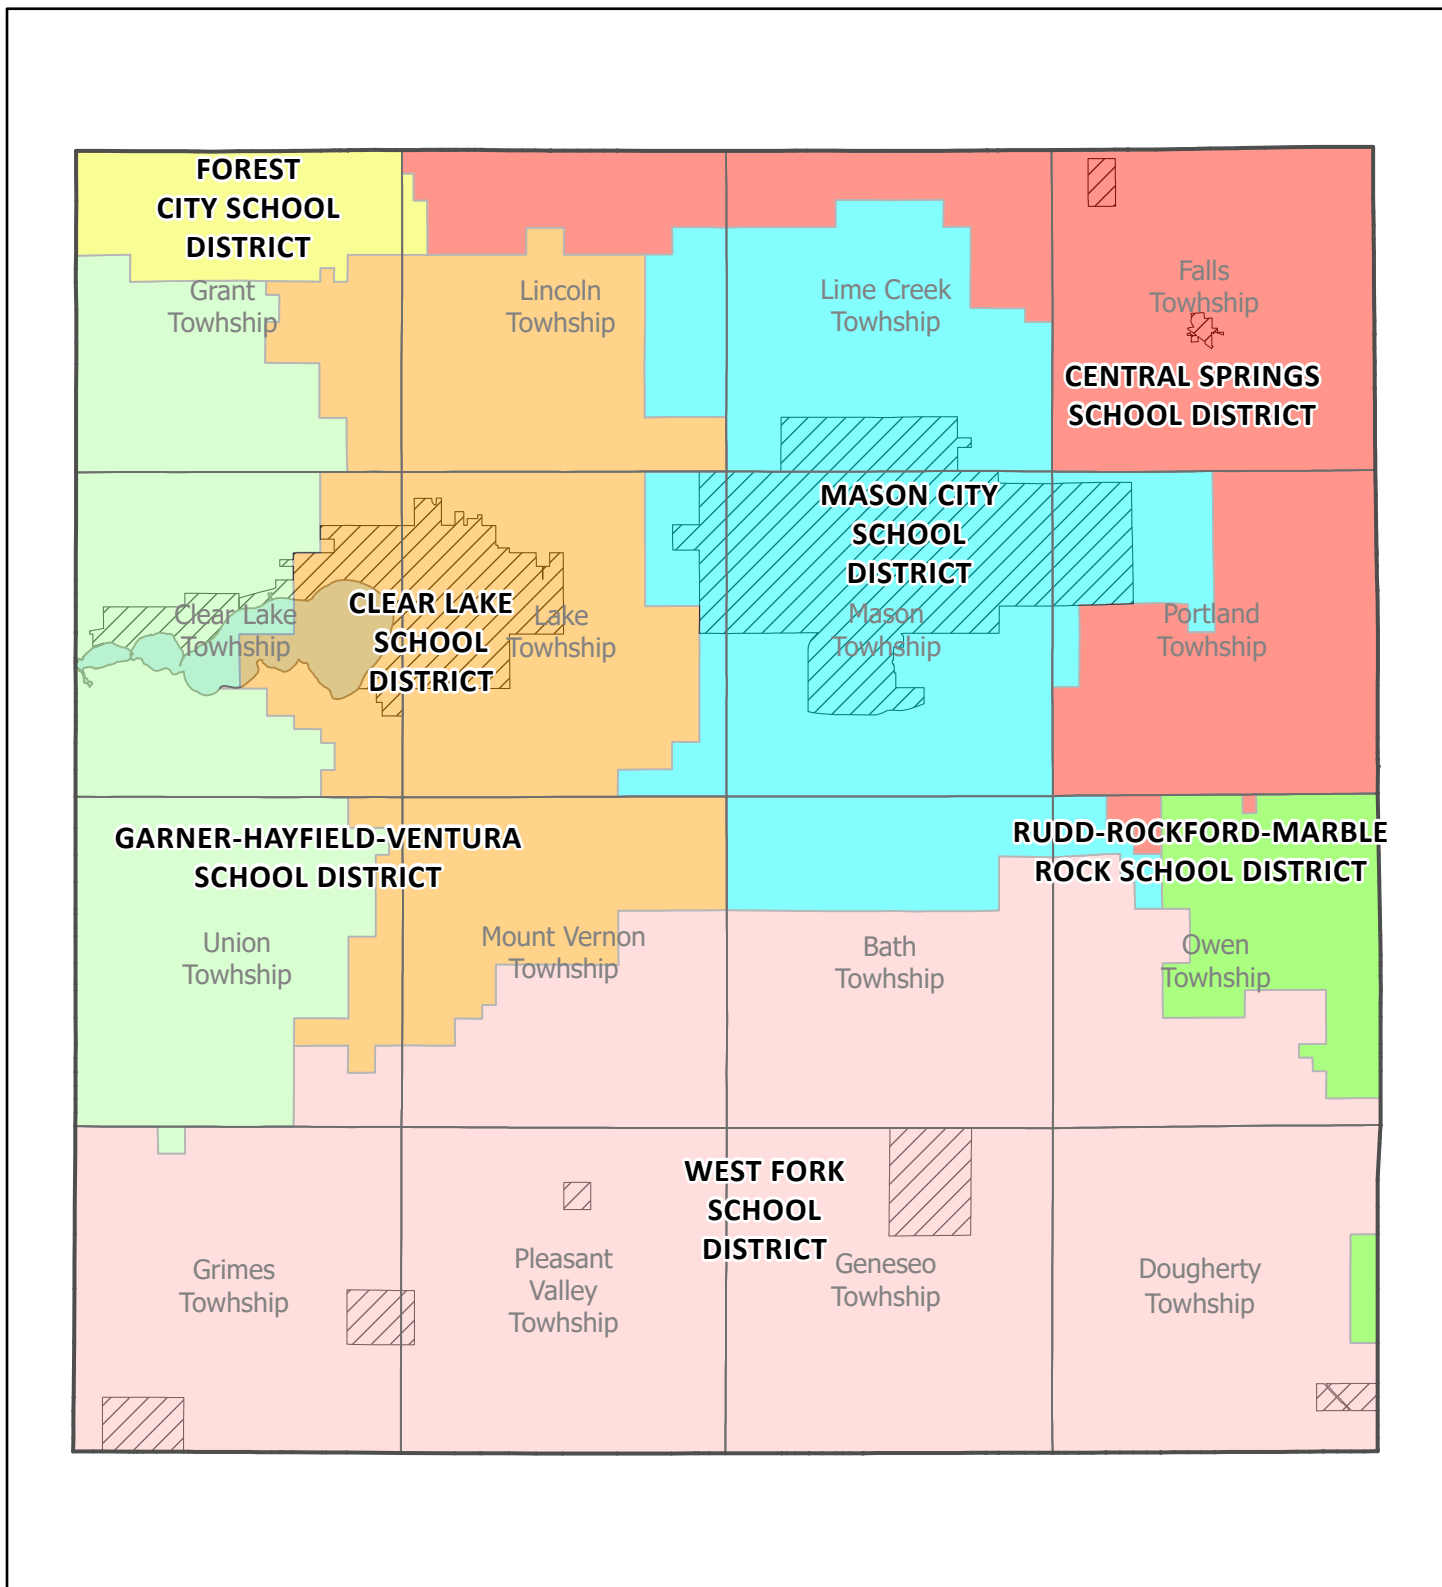 FOREST
CITY SCHOOL
DISTRICT
Grant
Towhship
Lincoln
Towhship
Lime Creek
Towhship
Falls
Towhship
CENTRAL SPRINGS
SCHOOL DISTRICT
MASON CITY
SCHOOL
DISTRICT
Clear Lake
Towhship
CLEAR LAKE
SCHOOL
DISTRICT
Lake
Towhship
Mason
Towhship
Portland
Towhship
GARNER-HAYFIELD-VENTURA
SCHOOL DISTRICT
RUDD-ROCKFORD-MARBLE
ROCK SCHOOL DISTRICT
Union
Towhship
Mount Vernon
Towhship
Bath
Towhship
Owen
Towhship
WEST FORK
SCHOOL
DISTRICT
Grimes
Towhship
Pleasant
Valley
Towhship
Geneseo
Towhship
Dougherty
Towhship